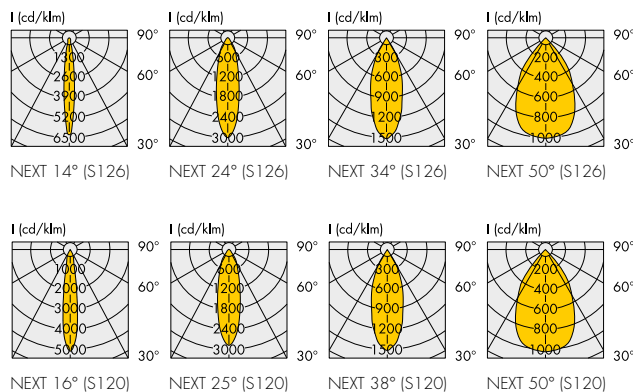 I (cd/klm) I (cd/klm) I (cd/klm) I (cd/klm)
90° 90° 90° 90°
1300 600 300 200
60° 60° 60° 60°
2600 1200 600 400
3900 1800 900 600
5200 2400 1200 800
6500 3000 1500 1000
30° 30° 30° 30°
NEXT 14° (S126) NEXT 24° (S126) NEXT 34° (S126) NEXT 50° (S126)
I (cd/klm) I (cd/klm) I (cd/klm) I (cd/klm)
90° 90° 90° 90°
1000 600 300 200
60° 60° 60° 60°
2000 1200 600 400
3000 1800 900 600
4000 2400 1200 800
5000 3000 1500 1000
30° 30° 30° 30°
NEXT 16° (S120) NEXT 25° (S120) NEXT 38° (S120) NEXT 50° (S120)